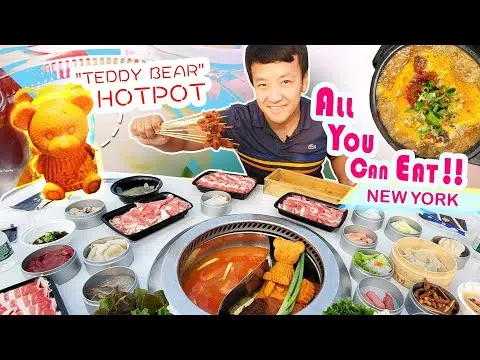 "TEDDY BEAR"
HOTPOT
ALL
YOU
CAN EAT!!
NEW YORK